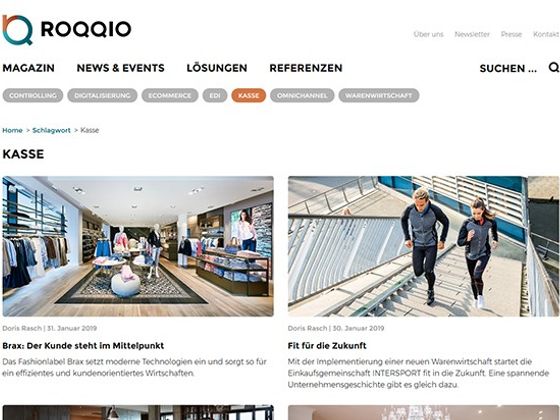 ROQQIO
Über uns Newsletter Presse Kontakt
MAGAZIN NEWS & EVENTS LÖSUNGEN REFERENZEN SUCHEN ...
CONTROLLING DIGITALISIERUNG ECOMMERCE EDI KASSE OMNICHANNEL WARENWIRTSCHAFT
Home > Schlagwort > Kasse
KASSE
Doris Rasch | 31. Januar 2019
Brax: Der Kunde steht im Mittelpunkt
Das Fashionlabel Brax setzt moderne Technologien ein und sorgt so für
ein effizientes und kundenorientiertes Wirtschaften.
Doris Rasch | 30. Januar 2019
Fit für die Zukunft
Mit der Implementierung einer neuen Warenwirtschaft startet die
Einkaufsgemeinschaft INTERSPORT fit in die Zukunft. Eine spannende
Unternehmensgeschichte gibt es gleich dazu.